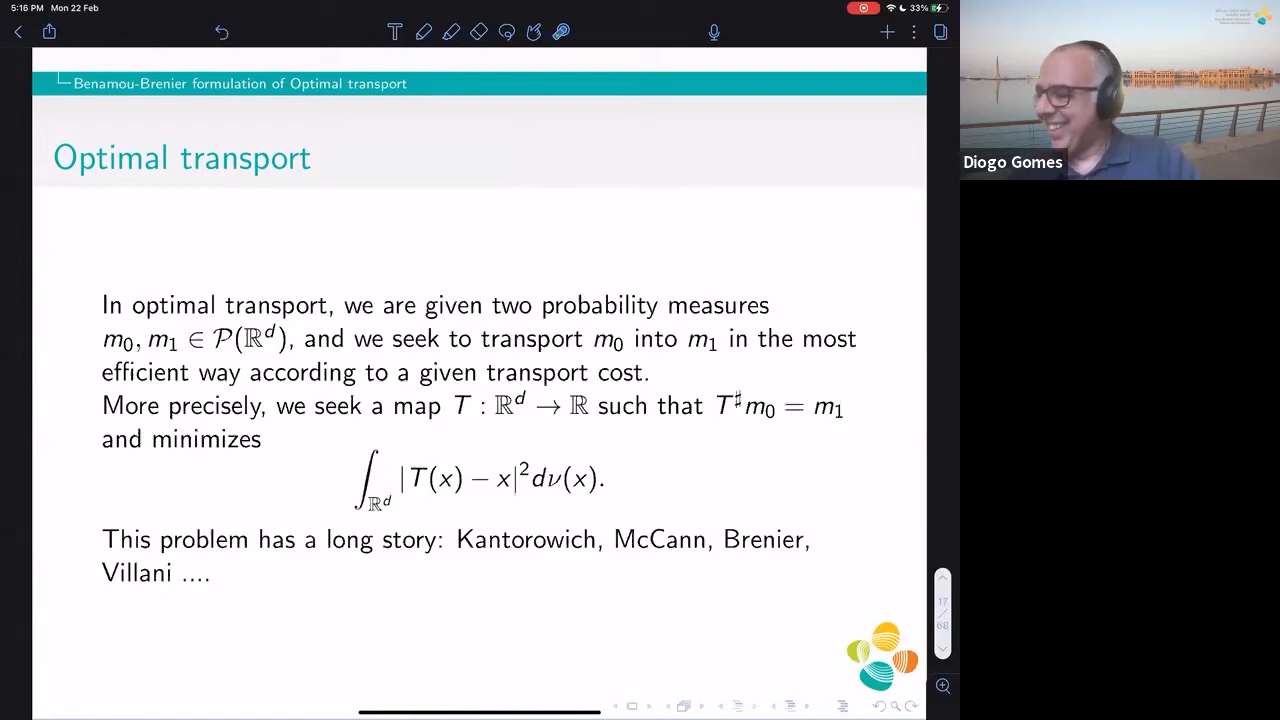 5:16 PM Mon 22 Feb
33%
Benamou-Brenier formulation of Optimal transport
Optimal transport
In optimal transport, we are given two probability measures
m₀, m₁ ∈ 𝒫(ℝᵈ), and we seek to transport m₀ into m₁ in the most
efficient way according to a given transport cost.
More precisely, we seek a map T : ℝᵈ → ℝ such that T♯m₀ = m₁
and minimizes
∫_{ℝᵈ} |T(x) − x|²dν(x).
This problem has a long story: Kantorowich, McCann, Brenier,
Villani ....
17
/
68
Diogo Gomes